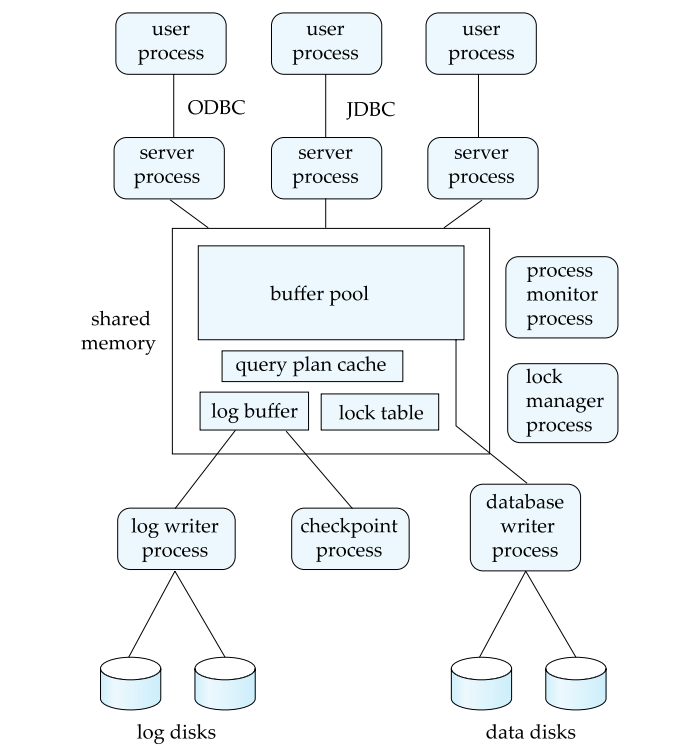 user
process
user
process
user
process
ODBC
JDBC
server
process
server
process
server
process
shared
memory
buffer pool
query plan cache
log buffer
lock table
process
monitor
process
lock
manager
process
log writer
process
checkpoint
process
database
writer
process
log disks
data disks